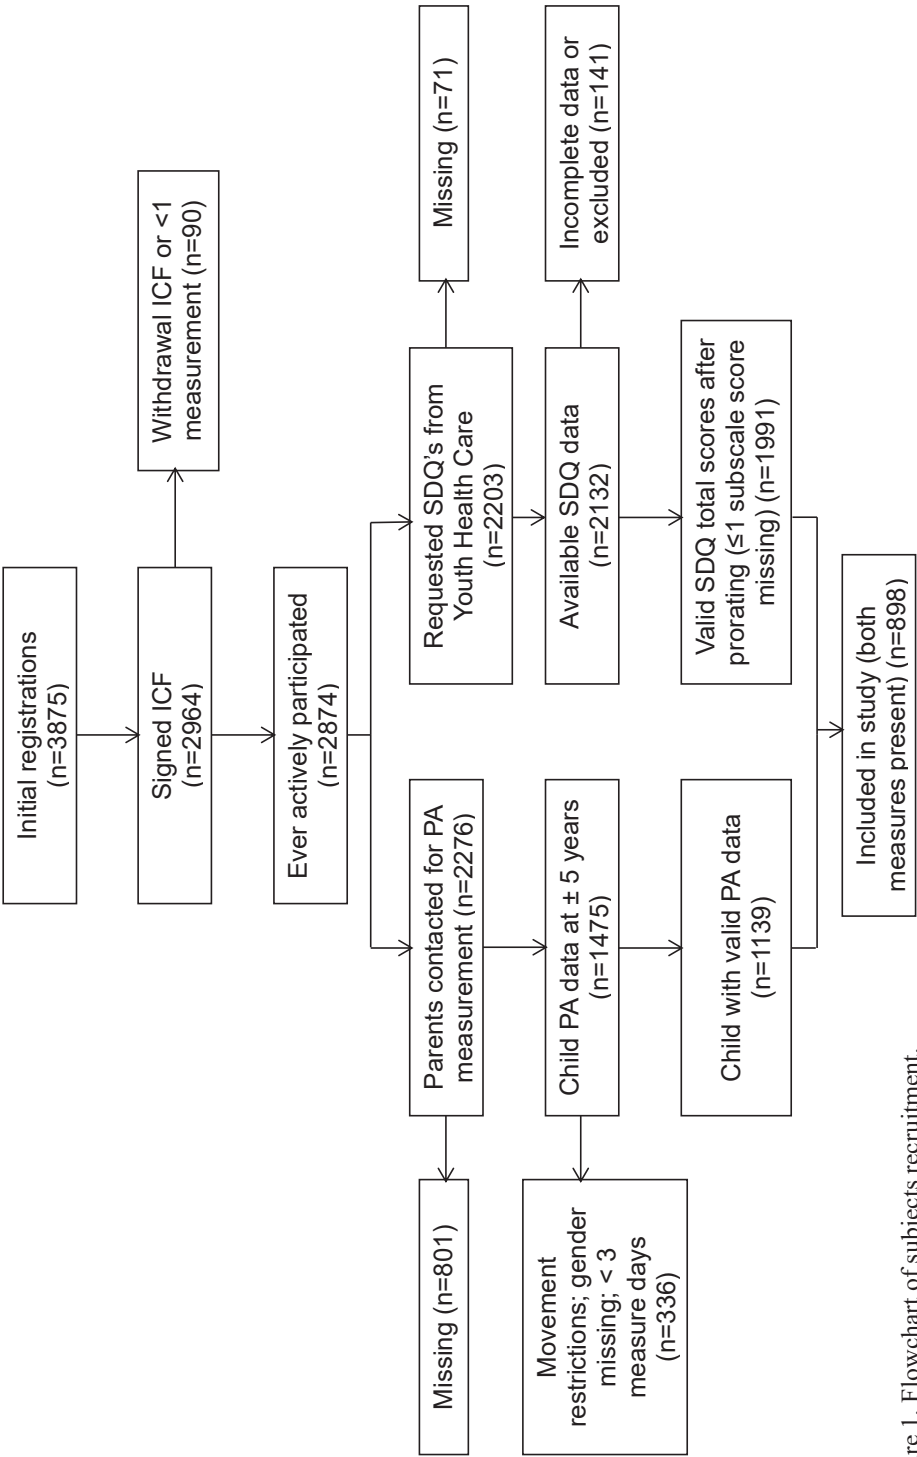 Initial registrations
(n=3875)
Signed ICF
(n=2964)
Withdrawal ICF or <1
measurement (n=90)
Ever actively participated
(n=2874)
Parents contacted for PA
measurement (n=2276)
Missing (n=801)
Requested SDQ's from
Youth Health Care
(n=2203)
Missing (n=71)
Child PA data at ± 5 years
(n=1475)
Movement
restrictions; gender
missing; < 3
measure days
(n=336)
Available SDQ data
(n=2132)
Incomplete data or
excluded (n=141)
Child with valid PA data
(n=1139)
Valid SDQ total scores after
prorating (≤1 subscale score
missing) (n=1991)
Included in study (both
measures present) (n=898)
re 1. Flowchart of subjects recruitment.